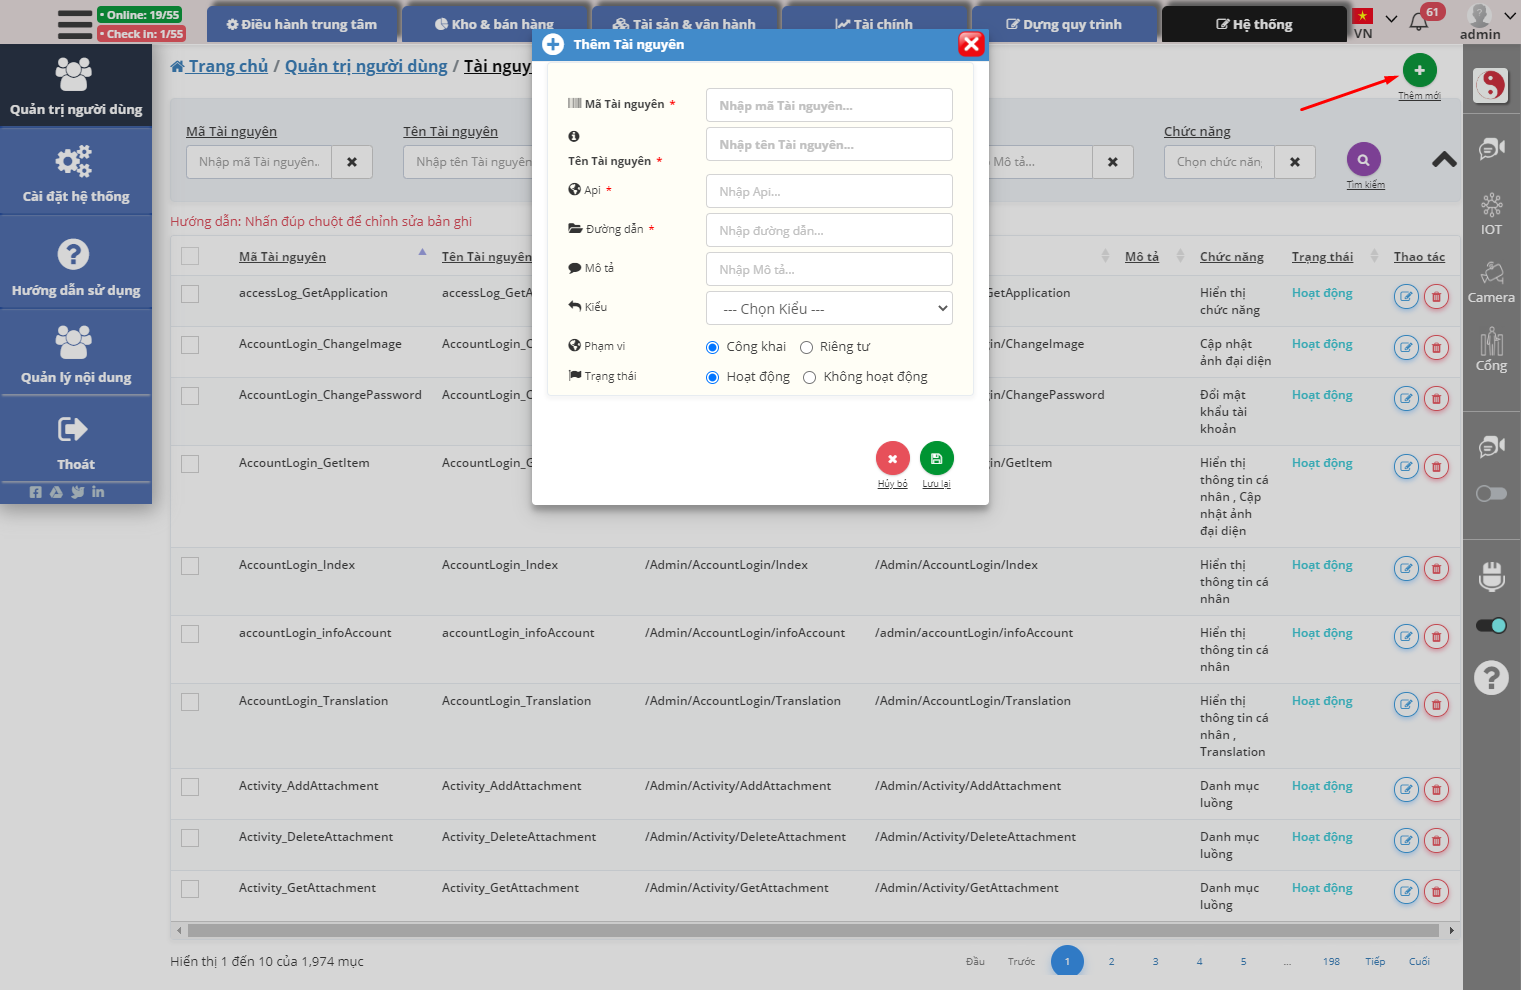 • Online: 19/55
• Check in: 1/55
Điều hành trung tâm
Kho & bán hàng
Tài sản & vận hành
Tài chính
Dựng quy trình
Hệ thống
VN
61
admin
Quản trị người dùng
Cài đặt hệ thống
Hướng dẫn sử dụng
Quản lý nội dung
Thoát
Trang chủ / Quản trị người dùng / Tài nguy
Thêm mới
Mã Tài nguyên
Nhập mã Tài nguyên..
Tên Tài nguyên
Nhập tên Tài nguyên
Mô tả...
Chức năng
Chọn chức năn
Tìm kiếm
Hướng dẫn: Nhấn đúp chuột để chỉnh sửa bản ghi
Thêm Tài nguyên
Mã Tài nguyên *
Nhập mã Tài nguyên...
Tên Tài nguyên *
Nhập tên Tài nguyên...
Api *
Nhập Api...
Đường dẫn *
Nhập đường dẫn...
Mô tả
Nhập Mô tả...
Kiểu
--- Chọn Kiểu ---
Phạm vi
Công khai
Riêng tư
Trạng thái
Hoạt động
Không hoạt động
Hủy bỏ
Lưu lại
Mã Tài nguyên
Tên Tài nguyên
Mô tả
Chức năng
Trạng thái
Thao tác
accessLog_GetApplication
accessLog_GetA
GetApplication
Hiển thị
chức năng
Hoạt động
AccountLogin_ChangeImage
AccountLogin_C
in/ChangeImage
Cập nhật
ảnh đại diện
Hoạt động
AccountLogin_ChangePassword
AccountLogin_C
in/ChangePassword
Đổi mật
khẩu tài
khoản
Hoạt động
AccountLogin_GetItem
AccountLogin_G
in/GetItem
Hiển thị
thông tin cá
nhân , Cập
nhật ảnh
đại diện
Hoạt động
AccountLogin_Index
AccountLogin_Index
/Admin/AccountLogin/Index
/Admin/AccountLogin/Index
Hiển thị
thông tin cá
nhân
Hoạt động
accountLogin_infoAccount
accountLogin_infoAccount
/Admin/AccountLogin/infoAccount
/admin/accountLogin/infoAccount
Hiển thị
thông tin cá
nhân
Hoạt động
AccountLogin_Translation
AccountLogin_Translation
/Admin/AccountLogin/Translation
/Admin/AccountLogin/Translation
Hiển thị
thông tin cá
nhân ,
Translation
Hoạt động
Activity_AddAttachment
Activity_AddAttachment
/Admin/Activity/AddAttachment
/Admin/Activity/AddAttachment
Danh mục
luồng
Hoạt động
Activity_DeleteAttachment
Activity_DeleteAttachment
/Admin/Activity/DeleteAttachment
/Admin/Activity/DeleteAttachment
Danh mục
luồng
Hoạt động
Activity_GetAttachment
Activity_GetAttachment
/Admin/Activity/GetAttachment
/Admin/Activity/GetAttachment
Danh mục
luồng
Hoạt động
Hiển thị 1 đến 10 của 1,974 mục
Đầu
Trước
1
2
3
4
5
...
198
Tiếp
Cuối
IOT
Camera
Cổng